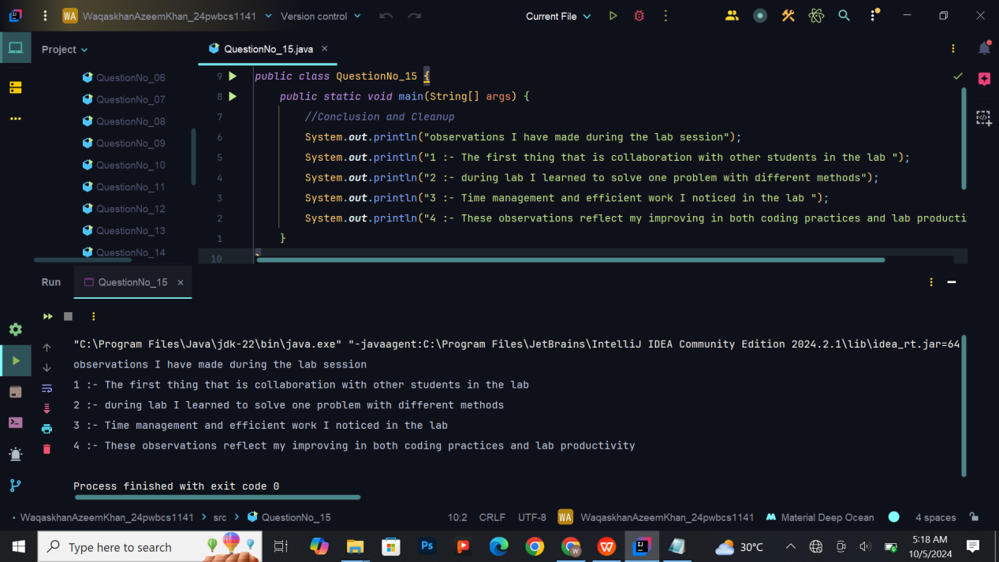 WA WaqaskhanAzeemKhan_24pwbcs1141 Version control Current File
Project
QuestionNo_15.java
QuestionNo_06
QuestionNo_07
QuestionNo_08
QuestionNo_09
QuestionNo_10
QuestionNo_11
QuestionNo_12
QuestionNo_13
QuestionNo_14
9 public class QuestionNo_15 {
8 public static void main(String[] args) {
7 //Conclusion and Cleanup
6 System.out.println("observations I have made during the lab session");
5 System.out.println("1 :- The first thing that is collaboration with other students in the lab ");
4 System.out.println("2 :- during lab I learned to solve one problem with different methods");
3 System.out.println("3 :- Time management and efficient work I noticed in the lab ");
2 System.out.println("4 :- These observations reflect my improving in both coding practices and lab producti
1 }
10
Run QuestionNo_15
"C:\Program Files\Java\jdk-22\bin\java.exe" "-javaagent:C:\Program Files\JetBrains\IntelliJ IDEA Community Edition 2024.2.1\lib\idea_rt.jar=64
observations I have made during the lab session
1 :- The first thing that is collaboration with other students in the lab
2 :- during lab I learned to solve one problem with different methods
3 :- Time management and efficient work I noticed in the lab
4 :- These observations reflect my improving in both coding practices and lab productivity
Process finished with exit code 0
WaqaskhanAzeemKhan_24pwbcs1141 > src > QuestionNo_15 10:2 CRLF UTF-8 WA WaqaskhanAzeemKhan_24pwbcs1141 Material Deep Ocean 4 spaces
Type here to search Ps W 30°C 5:18 AM
10/5/2024